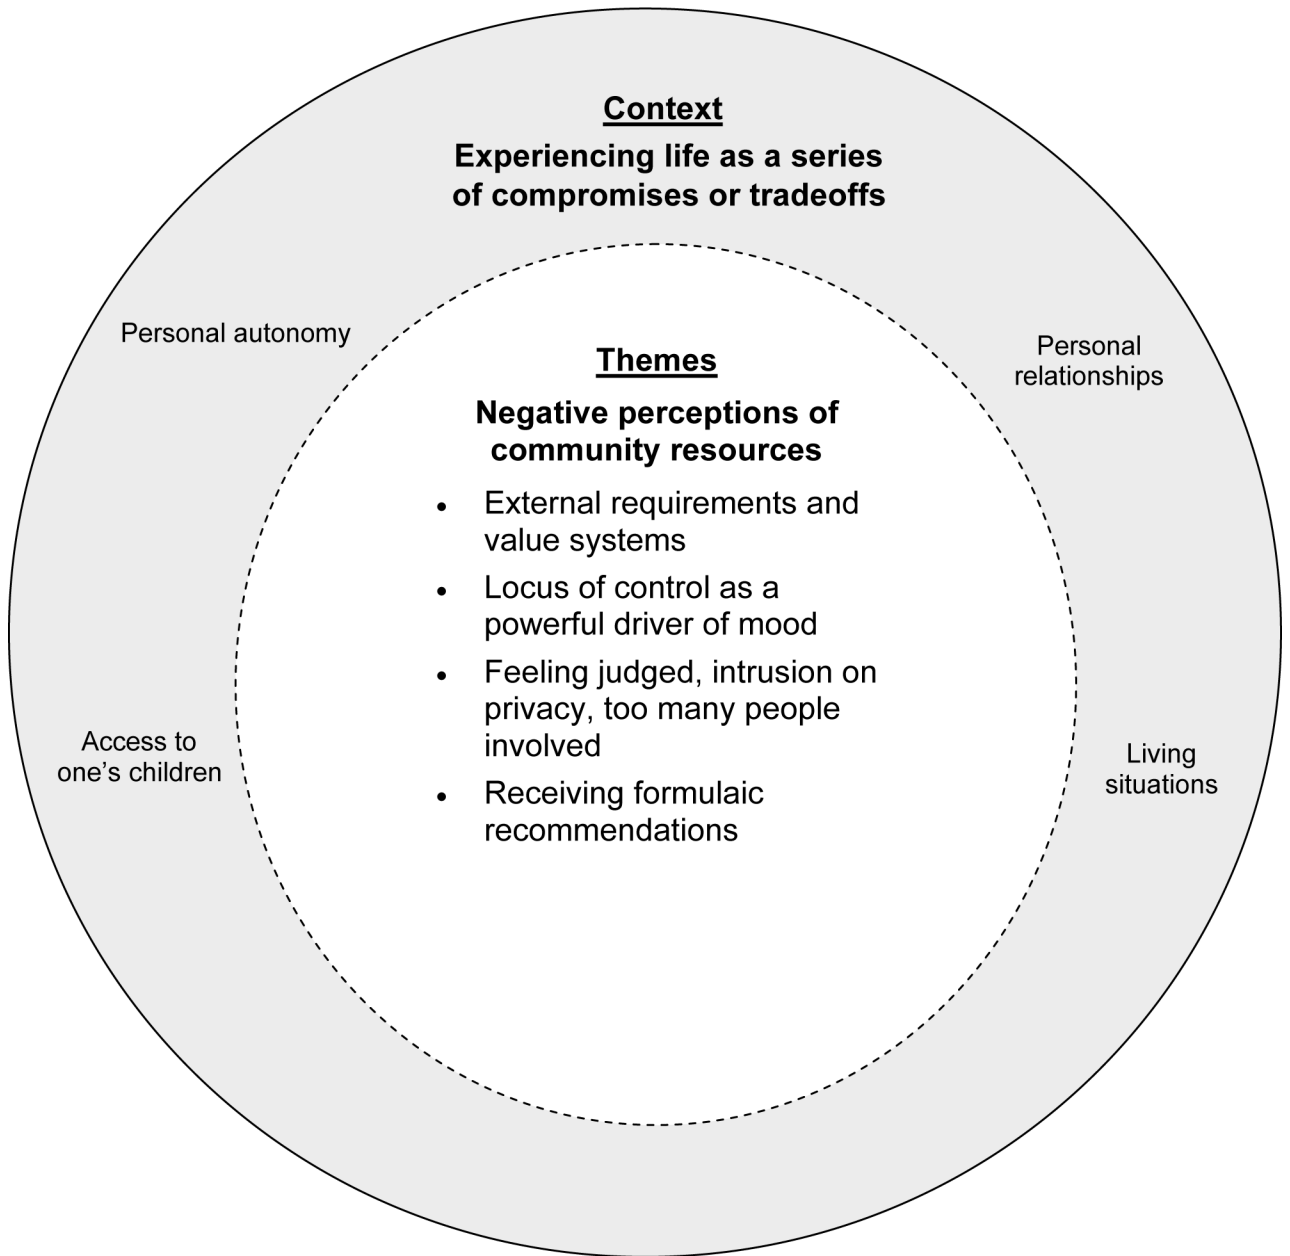 Context
Experiencing life as a series
of compromises or tradeoffs
Personal autonomy
Personal
relationships
Themes
Negative perceptions of
community resources
• External requirements and
value systems
• Locus of control as a
powerful driver of mood
• Feeling judged, intrusion on
privacy, too many people
involved
• Receiving formulaic
recommendations
Access to
one’s children
Living
situations